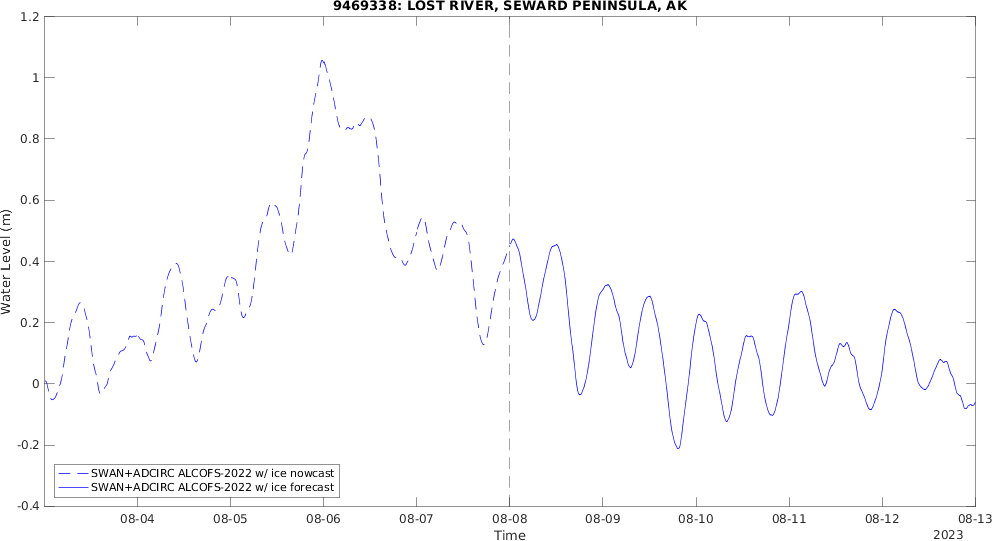 9469338: LOST RIVER, SEWARD PENINSULA, AK
Water Level (m)
1.2
1
0.8
0.6
0.4
0.2
0
-0.2
-0.4
SWAN+ADCIRC ALCOFS-2022 w/ ice nowcast
SWAN+ADCIRC ALCOFS-2022 w/ ice forecast
08-04 08-05 08-06 08-07 08-08 08-09 08-10 08-11 08-12 08-13
Time
2023